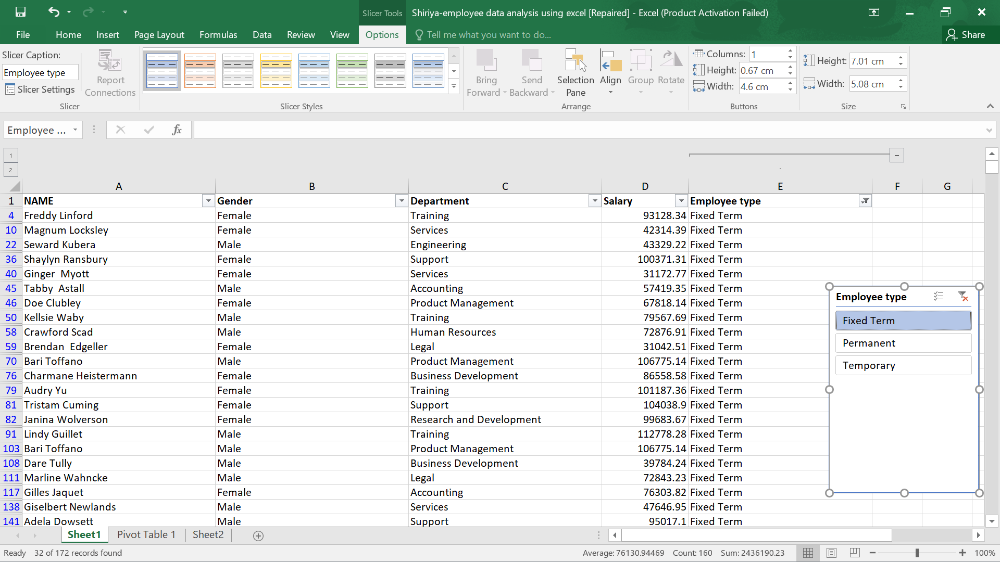 Slicer Tools
Shiriya-employee data analysis using excel [Repaired] - Excel (Product Activation Failed)
File Home Insert Page Layout Formulas Data Review View Options Tell me what you want to do... Share
Slicer Caption:
Employee type
Slicer Settings
Report Connections
Slicer
Slicer Styles
Bring Forward
Send Backward
Selection Pane
Align
Group
Rotate
Arrange
Columns: 1
Height: 0.67 cm
Width: 4.6 cm
Buttons
Height: 7.01 cm
Width: 5.08 cm
Size
Employee ...
fx
1
2
A B C D E F G
1 NAME Gender Department Salary Employee type
4 Freddy Linford Female Training 93128.34 Fixed Term
10 Magnum Locksley Female Services 42314.39 Fixed Term
22 Seward Kubera Male Engineering 43329.22 Fixed Term
36 Shaylyn Ransbury Female Support 100371.31 Fixed Term
40 Ginger  Myott Female Services 31172.77 Fixed Term
45 Tabby  Astall Male Accounting 57419.35 Fixed Term
46 Doe Clubley Female Product Management 67818.14 Fixed Term
50 Kellsie Waby Male Training 79567.69 Fixed Term
58 Crawford Scad Male Human Resources 72876.91 Fixed Term
59 Brendan  Edgeller Female Legal 31042.51 Fixed Term
70 Bari Toffano Male Product Management 106775.14 Fixed Term
76 Charmane Heistermann Female Business Development 86558.58 Fixed Term
79 Audry Yu Female Training 101187.36 Fixed Term
81 Tristam Cuming Female Support 104038.9 Fixed Term
82 Janina Wolverson Female Research and Development 99683.67 Fixed Term
91 Lindy Guillet Male Training 112778.28 Fixed Term
103 Bari Toffano Male Product Management 106775.14 Fixed Term
108 Dare Tully Male Business Development 39784.24 Fixed Term
111 Marline Wahncke Male Legal 72843.23 Fixed Term
117 Gilles Jaquet Female Accounting 76303.82 Fixed Term
138 Giselbert Newlands Male Services 47646.95 Fixed Term
141 Adela Dowsett Male Support 95017.1 Fixed Term
Employee type
Fixed Term
Permanent
Temporary
Sheet1 Pivot Table 1 Sheet2
Ready 32 of 172 records found Average: 76130.94469 Count: 160 Sum: 2436190.23 100%